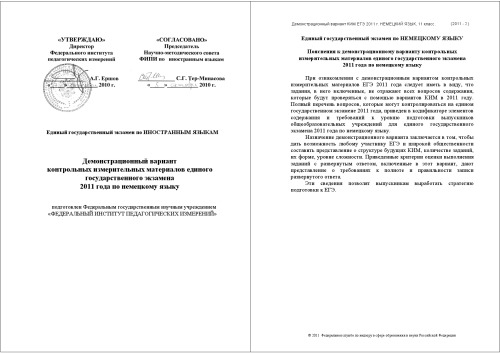 «УТВЕРЖДАЮ»
Директор
Федерального института
педагогических измерений
А.Г. Ершов
2010 г.
«СОГЛАСОВАНО»
Председатель
Научно-методического совета
ФИПИ по иностранным языкам
С.Г. Тер-Минасова
2010 г.
Единый государственный экзамен по ИНОСТРАННЫМ ЯЗЫКАМ
Демонстрационный вариант
контрольных измерительных материалов единого
государственного экзамена
2011 года по немецкому языку
подготовлен Федеральным государственным научным учреждением
«ФЕДЕРАЛЬНЫЙ ИНСТИТУТ ПЕДАГОГИЧЕСКИХ ИЗМЕРЕНИЙ»
Демонстрационный вариант КИМ ЕГЭ 2011 г. НЕМЕЦКИЙ ЯЗЫК, 11 класс. (2011 - 2)
Единый государственный экзамен по НЕМЕЦКОМУ ЯЗЫКУ
Пояснения к демонстрационному варианту контрольных
измерительных материалов единого государственного экзамена
2011 года по немецкому языку
При ознакомлении с демонстрационным вариантом контрольных
измерительных материалов ЕГЭ 2011 года следует иметь в виду, что
задания, в него включенные, не отражают всех вопросов содержания,
которые будут проверяться с помощью вариантов КИМ в 2011 году.
Полный перечень вопросов, которые могут контролироваться на едином
государственном экзамене 2011 года, приведен в кодификаторе элементов
содержания и требований к уровню подготовки выпускников
общеобразовательных учреждений для единого государственного
экзамена 2011 года по немецкому языку.
Назначение демонстрационного варианта заключается в том, чтобы
дать возможность любому участнику ЕГЭ и широкой общественности
составить представление о структуре будущих КИМ, количестве заданий,
их форме, уровне сложности. Приведенные критерии оценки выполнения
заданий с развернутым ответом, включенные в этот вариант, дают
представление о требованиях к полноте и правильности записи
развернутого ответа.
Эти сведения позволят выпускникам выработать стратегию
подготовки к ЕГЭ.
© 2011 Федеральная служба по надзору в сфере образования и науки Российской Федерации